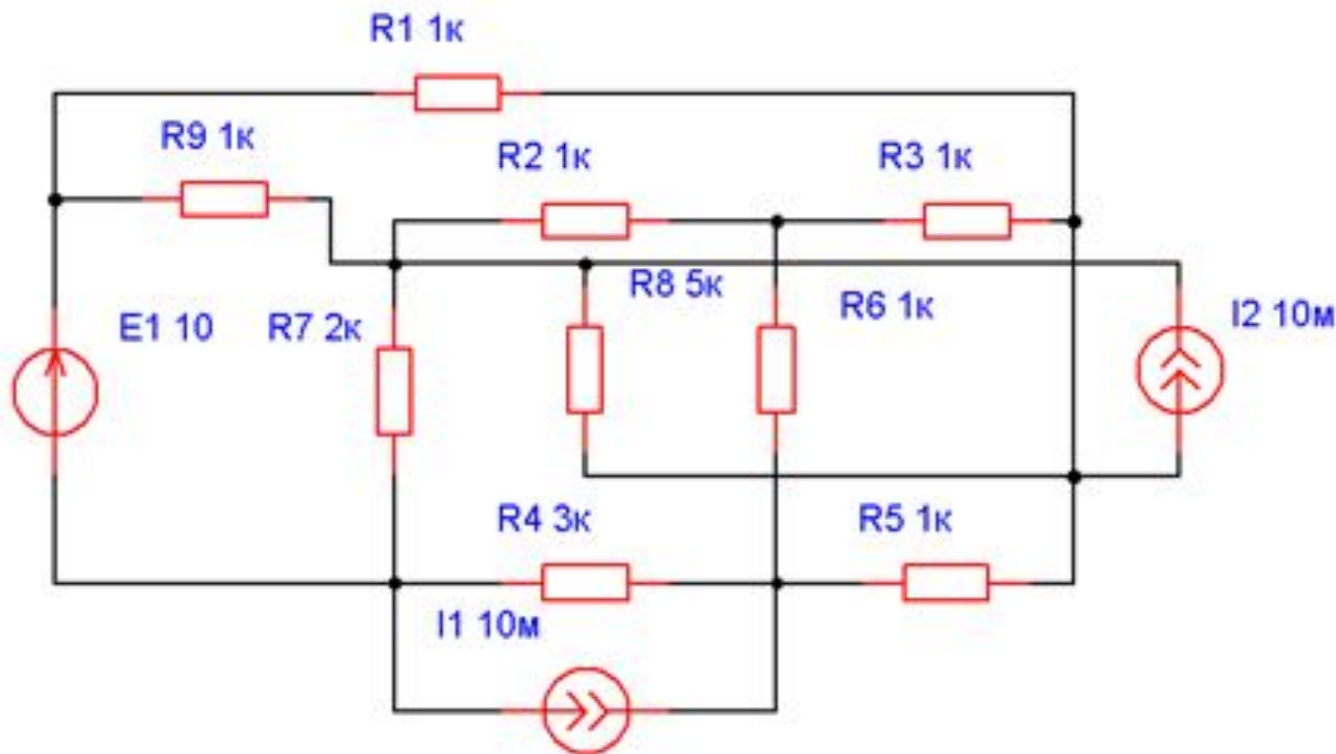 R1 1к
R9 1к
R2 1к
R3 1к
R8 5к
R6 1к
E1 10
R7 2к
I2 10м
R4 3к
R5 1к
I1 10м